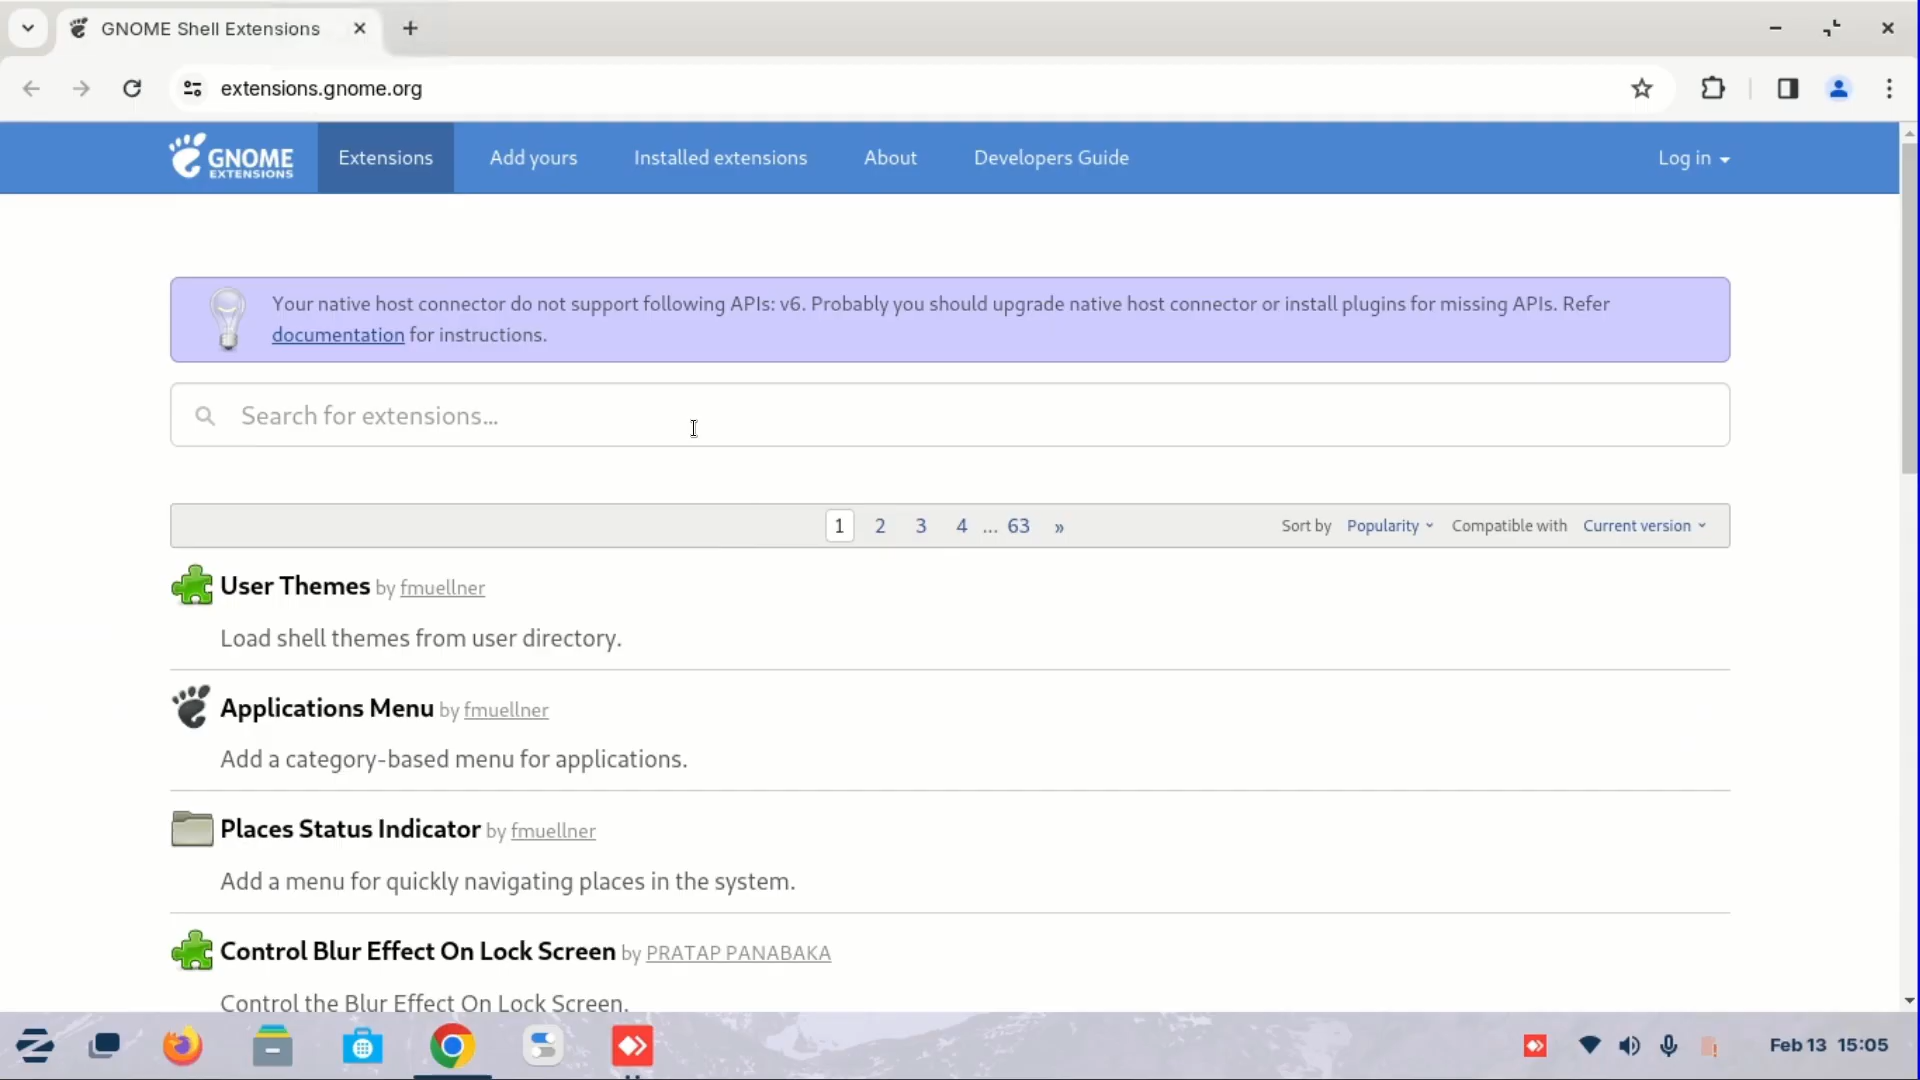 GNOME Shell Extensions
extensions.gnome.org
GNOME
EXTENSIONS
Extensions
Add yours
Installed extensions
About
Developers Guide
Log in
Your native host connector do not support following APIs: v6. Probably you should upgrade native host connector or install plugins for missing APIs. Refer
documentation for instructions.
Search for extensions...
1 2 3 4 ... 63 »
Sort by Popularity Compatible with Current version
User Themes by fmuellner
Load shell themes from user directory.
Applications Menu by fmuellner
Add a category-based menu for applications.
Places Status Indicator by fmuellner
Add a menu for quickly navigating places in the system.
Control Blur Effect On Lock Screen by PRATAP PANABAKA
Control the Blur Effect On Lock Screen.
Feb 13 15:05